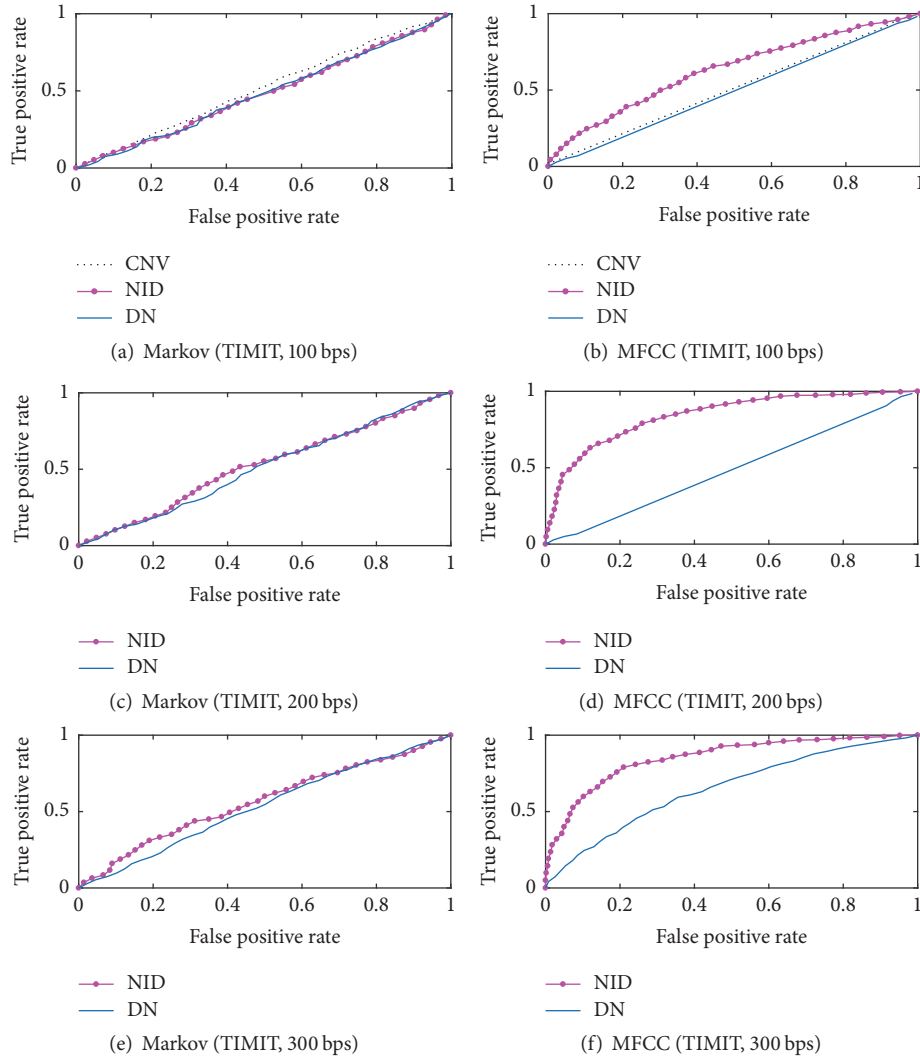 1
0.5
0
True positive rate
0 0.2 0.4 0.6 0.8 1
False positive rate
CNV
NID
DN
(a) Markov (TIMIT, 100 bps)
1
0.5
0
True positive rate
0 0.2 0.4 0.6 0.8 1
False positive rate
CNV
NID
DN
(b) MFCC (TIMIT, 100 bps)
1
0.5
0
True positive rate
0 0.2 0.4 0.6 0.8 1
False positive rate
NID
DN
(c) Markov (TIMIT, 200 bps)
1
0.5
0
True positive rate
0 0.2 0.4 0.6 0.8 1
False positive rate
NID
DN
(d) MFCC (TIMIT, 200 bps)
1
0.5
0
True positive rate
0 0.2 0.4 0.6 0.8 1
False positive rate
NID
DN
(e) Markov (TIMIT, 300 bps)
1
0.5
0
True positive rate
0 0.2 0.4 0.6 0.8 1
False positive rate
NID
DN
(f) MFCC (TIMIT, 300 bps)